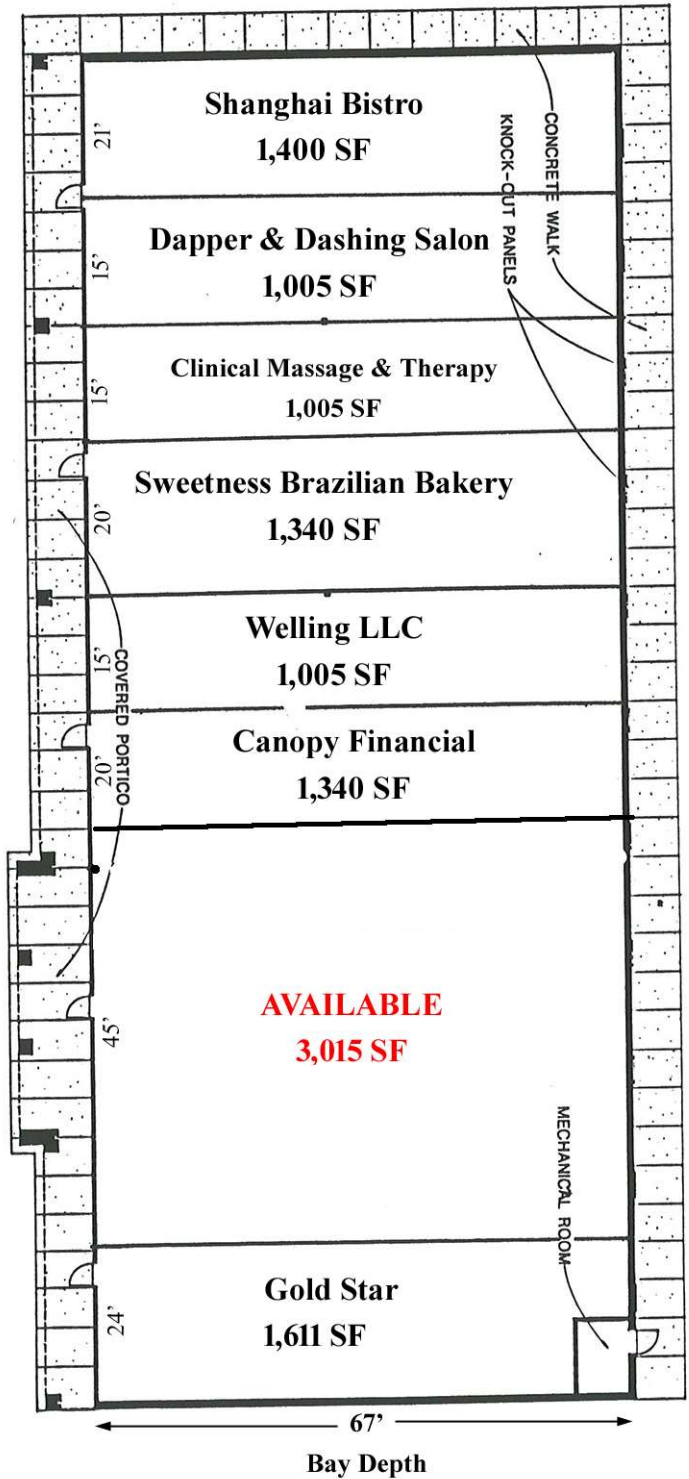 Shanghai Bistro
1,400 SF
21'
CONCRETE WALK
KNOCK-OUT PANELS
Dapper & Dashing Salon
1,005 SF
15'
Clinical Massage & Therapy
1,005 SF
15'
Sweetness Brazilian Bakery
1,340 SF
20'
Welling LLC
1,005 SF
15'
COVERED PORTICO
Canopy Financial
1,340 SF
20'
AVAILABLE
3,015 SF
45'
MECHANICAL ROOM
Gold Star
1,611 SF
24'
67'
Bay Depth